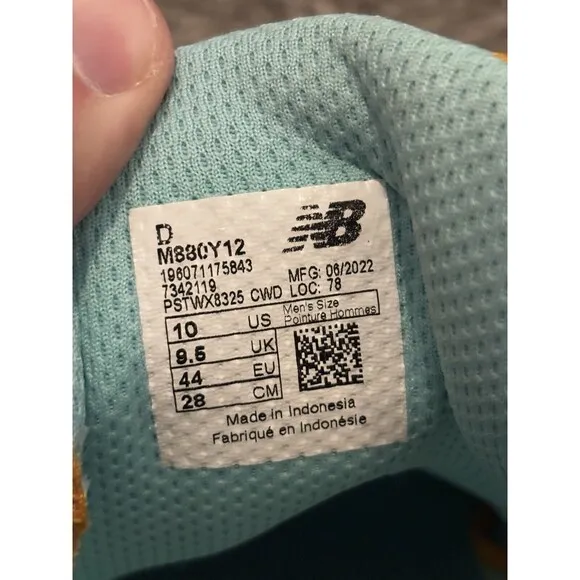 D
M880Y12
NB
196071175843
7342119 MFG: 06/2022
PSTWX8325 CWD LOC: 78
10 US Men's Size
Pointure Hommes
9.5 UK
44 EU
28 CM
Made in Indonesia
Fabriqué en Indonésie